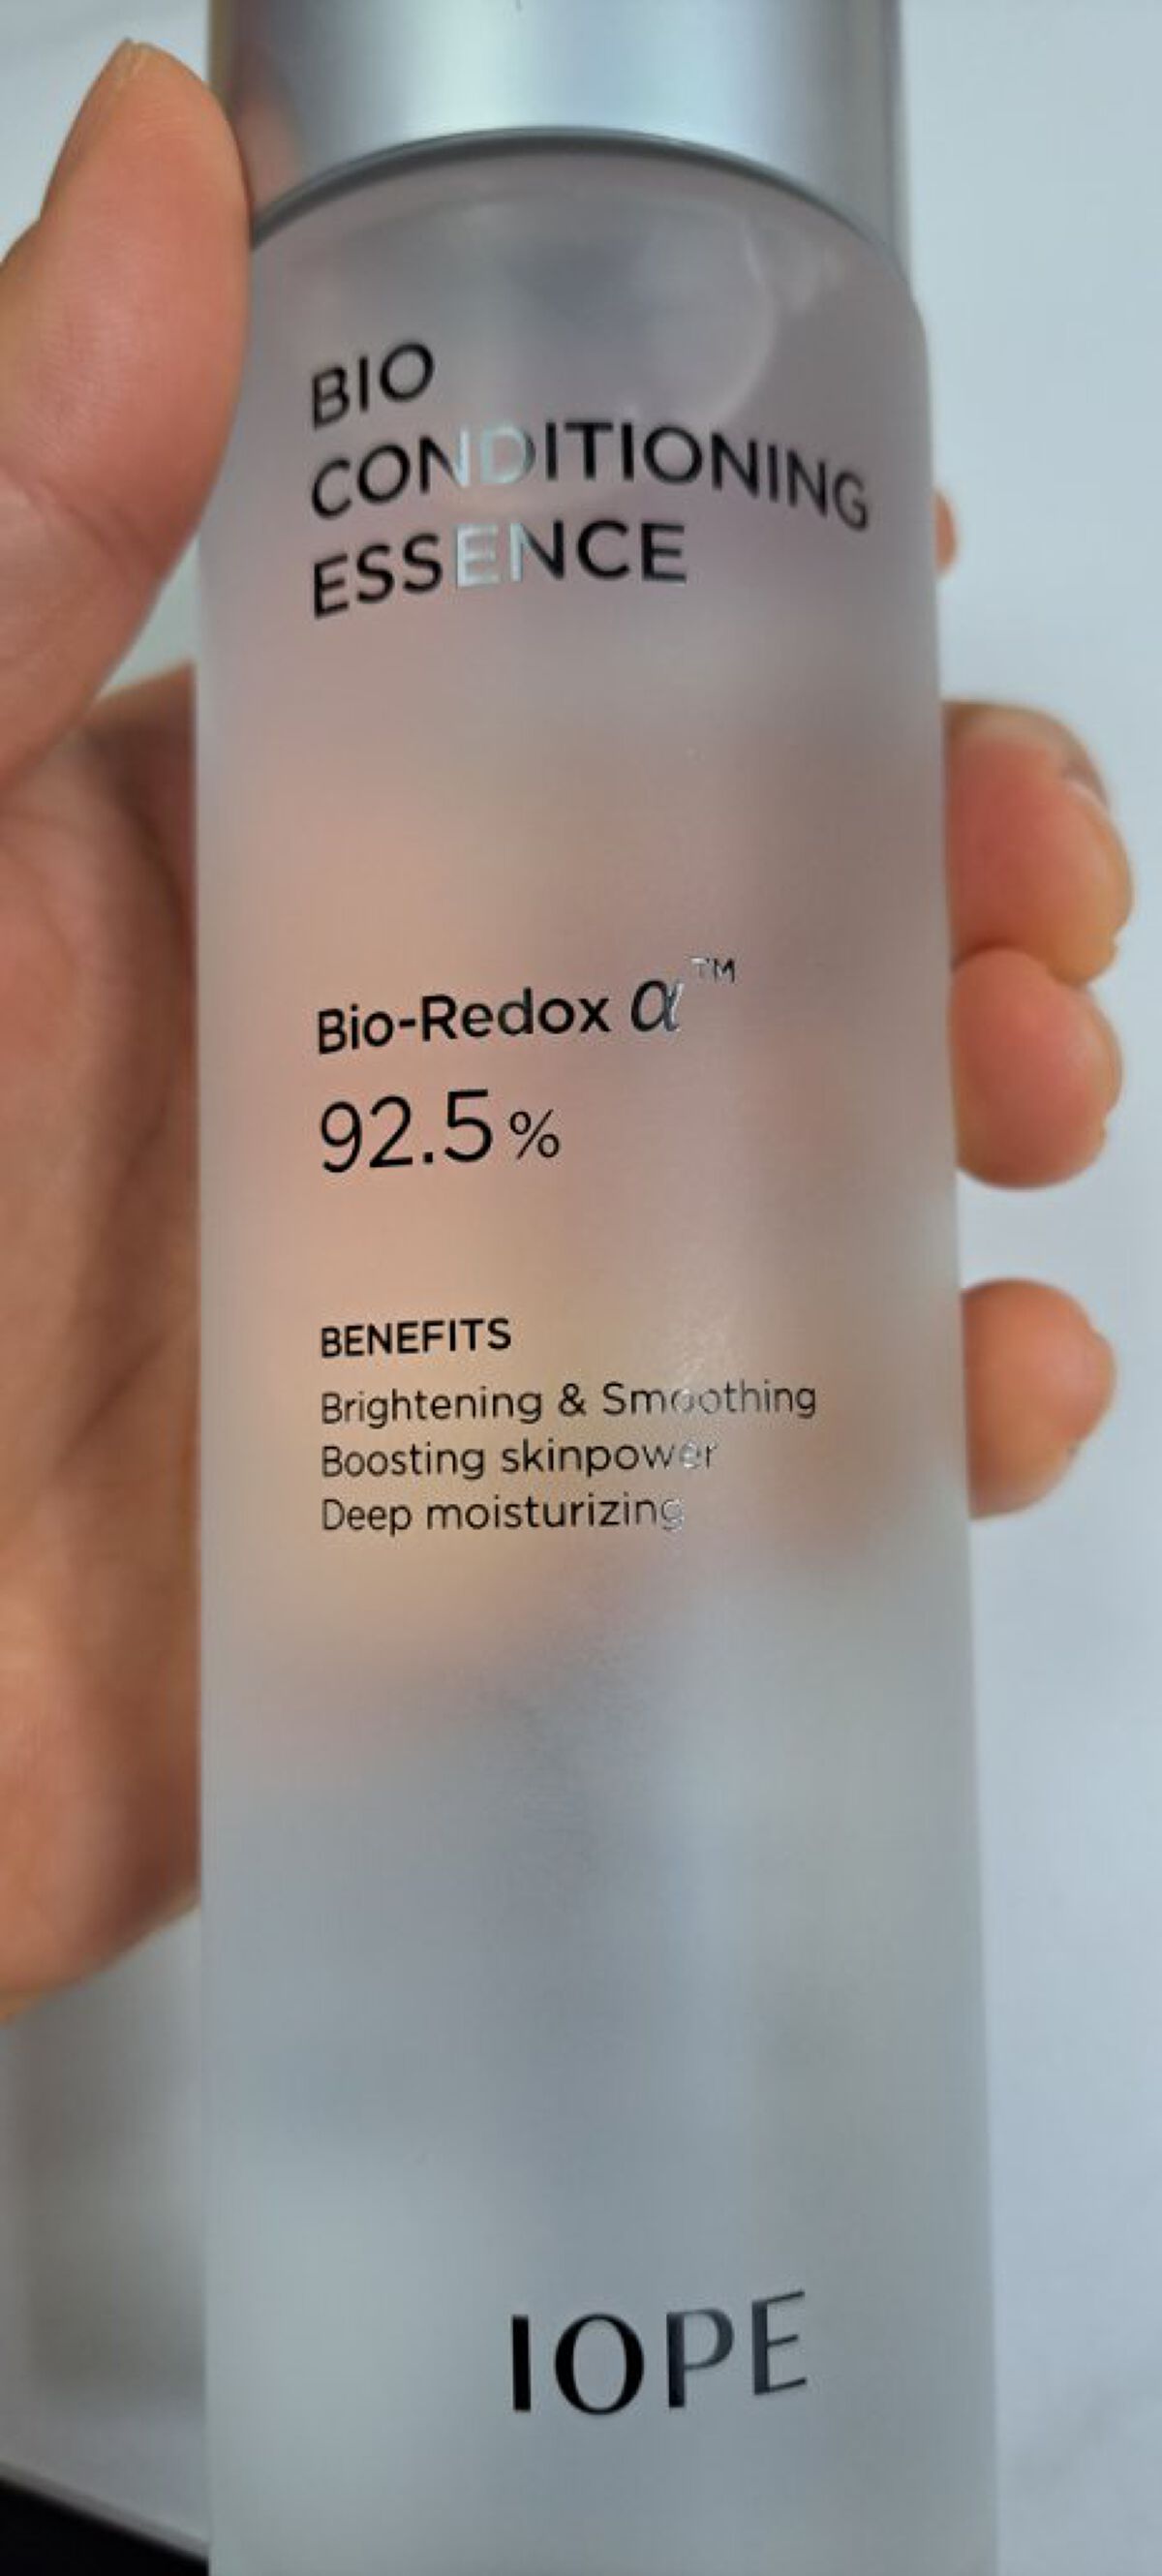 BIO
CONDITIONING
ESSENCE
Bio-Redox α™
92.5%
BENEFITS
Brightening & Smoothing
Boosting skinpower
Deep moisturizing
IOPE